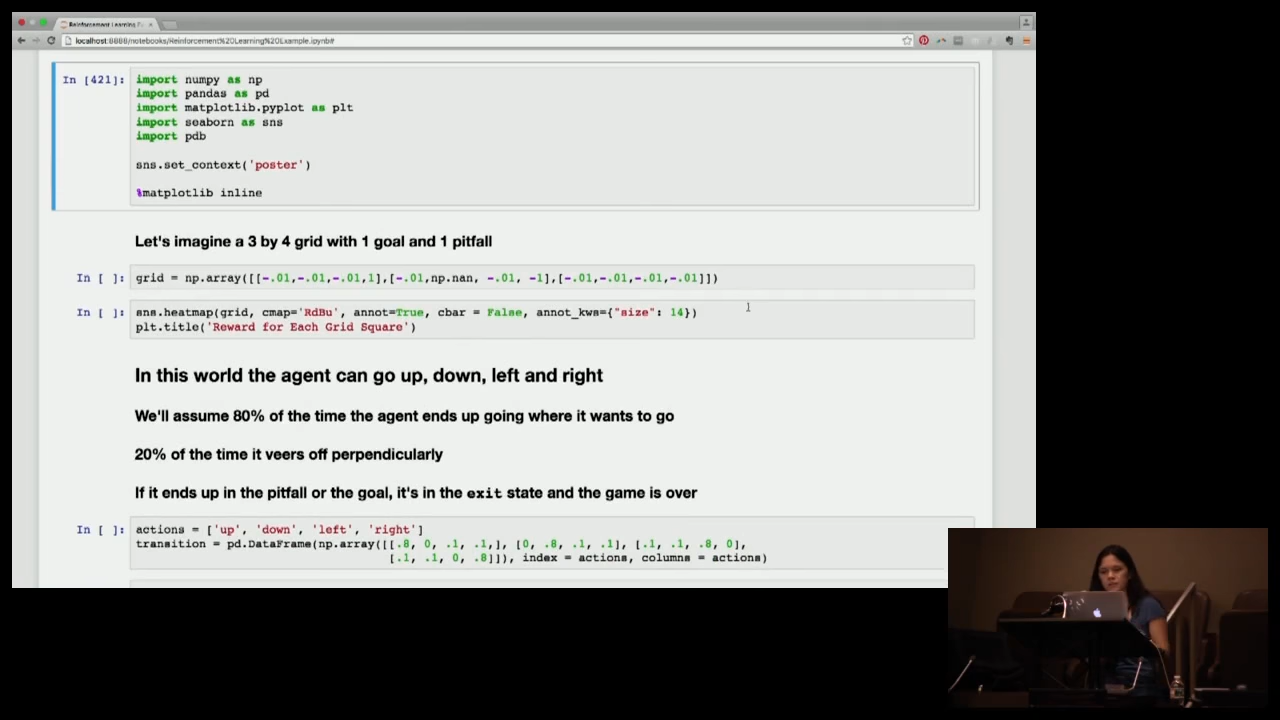 Reinforcement Learning Ex
localhost:8888/notebooks/Reinforcement%20Learning%20Example.ipynb#
In [421]: import numpy as np
import pandas as pd
import matplotlib.pyplot as plt
import seaborn as sns
import pdb
sns.set_context('poster')
%matplotlib inline
Let's imagine a 3 by 4 grid with 1 goal and 1 pitfall
In [ ]: grid = np.array([[-.01,-.01,-.01,1],[-.01,np.nan, -.01, -1],[-.01,-.01,-.01,-.01]])
In [ ]: sns.heatmap(grid, cmap='RdBu', annot=True, cbar = False, annot_kws={"size": 14})
plt.title('Reward for Each Grid Square')
In this world the agent can go up, down, left and right
We'll assume 80% of the time the agent ends up going where it wants to go
20% of the time it veers off perpendicularly
If it ends up in the pitfall or the goal, it's in the exit state and the game is over
In [ ]: actions = ['up', 'down', 'left', 'right']
transition = pd.DataFrame(np.array([[.8, 0, .1, .1,], [0, .8, .1, .1], [.1, .1, .8, 0],
[.1, .1, 0, .8]]), index = actions, columns = actions)